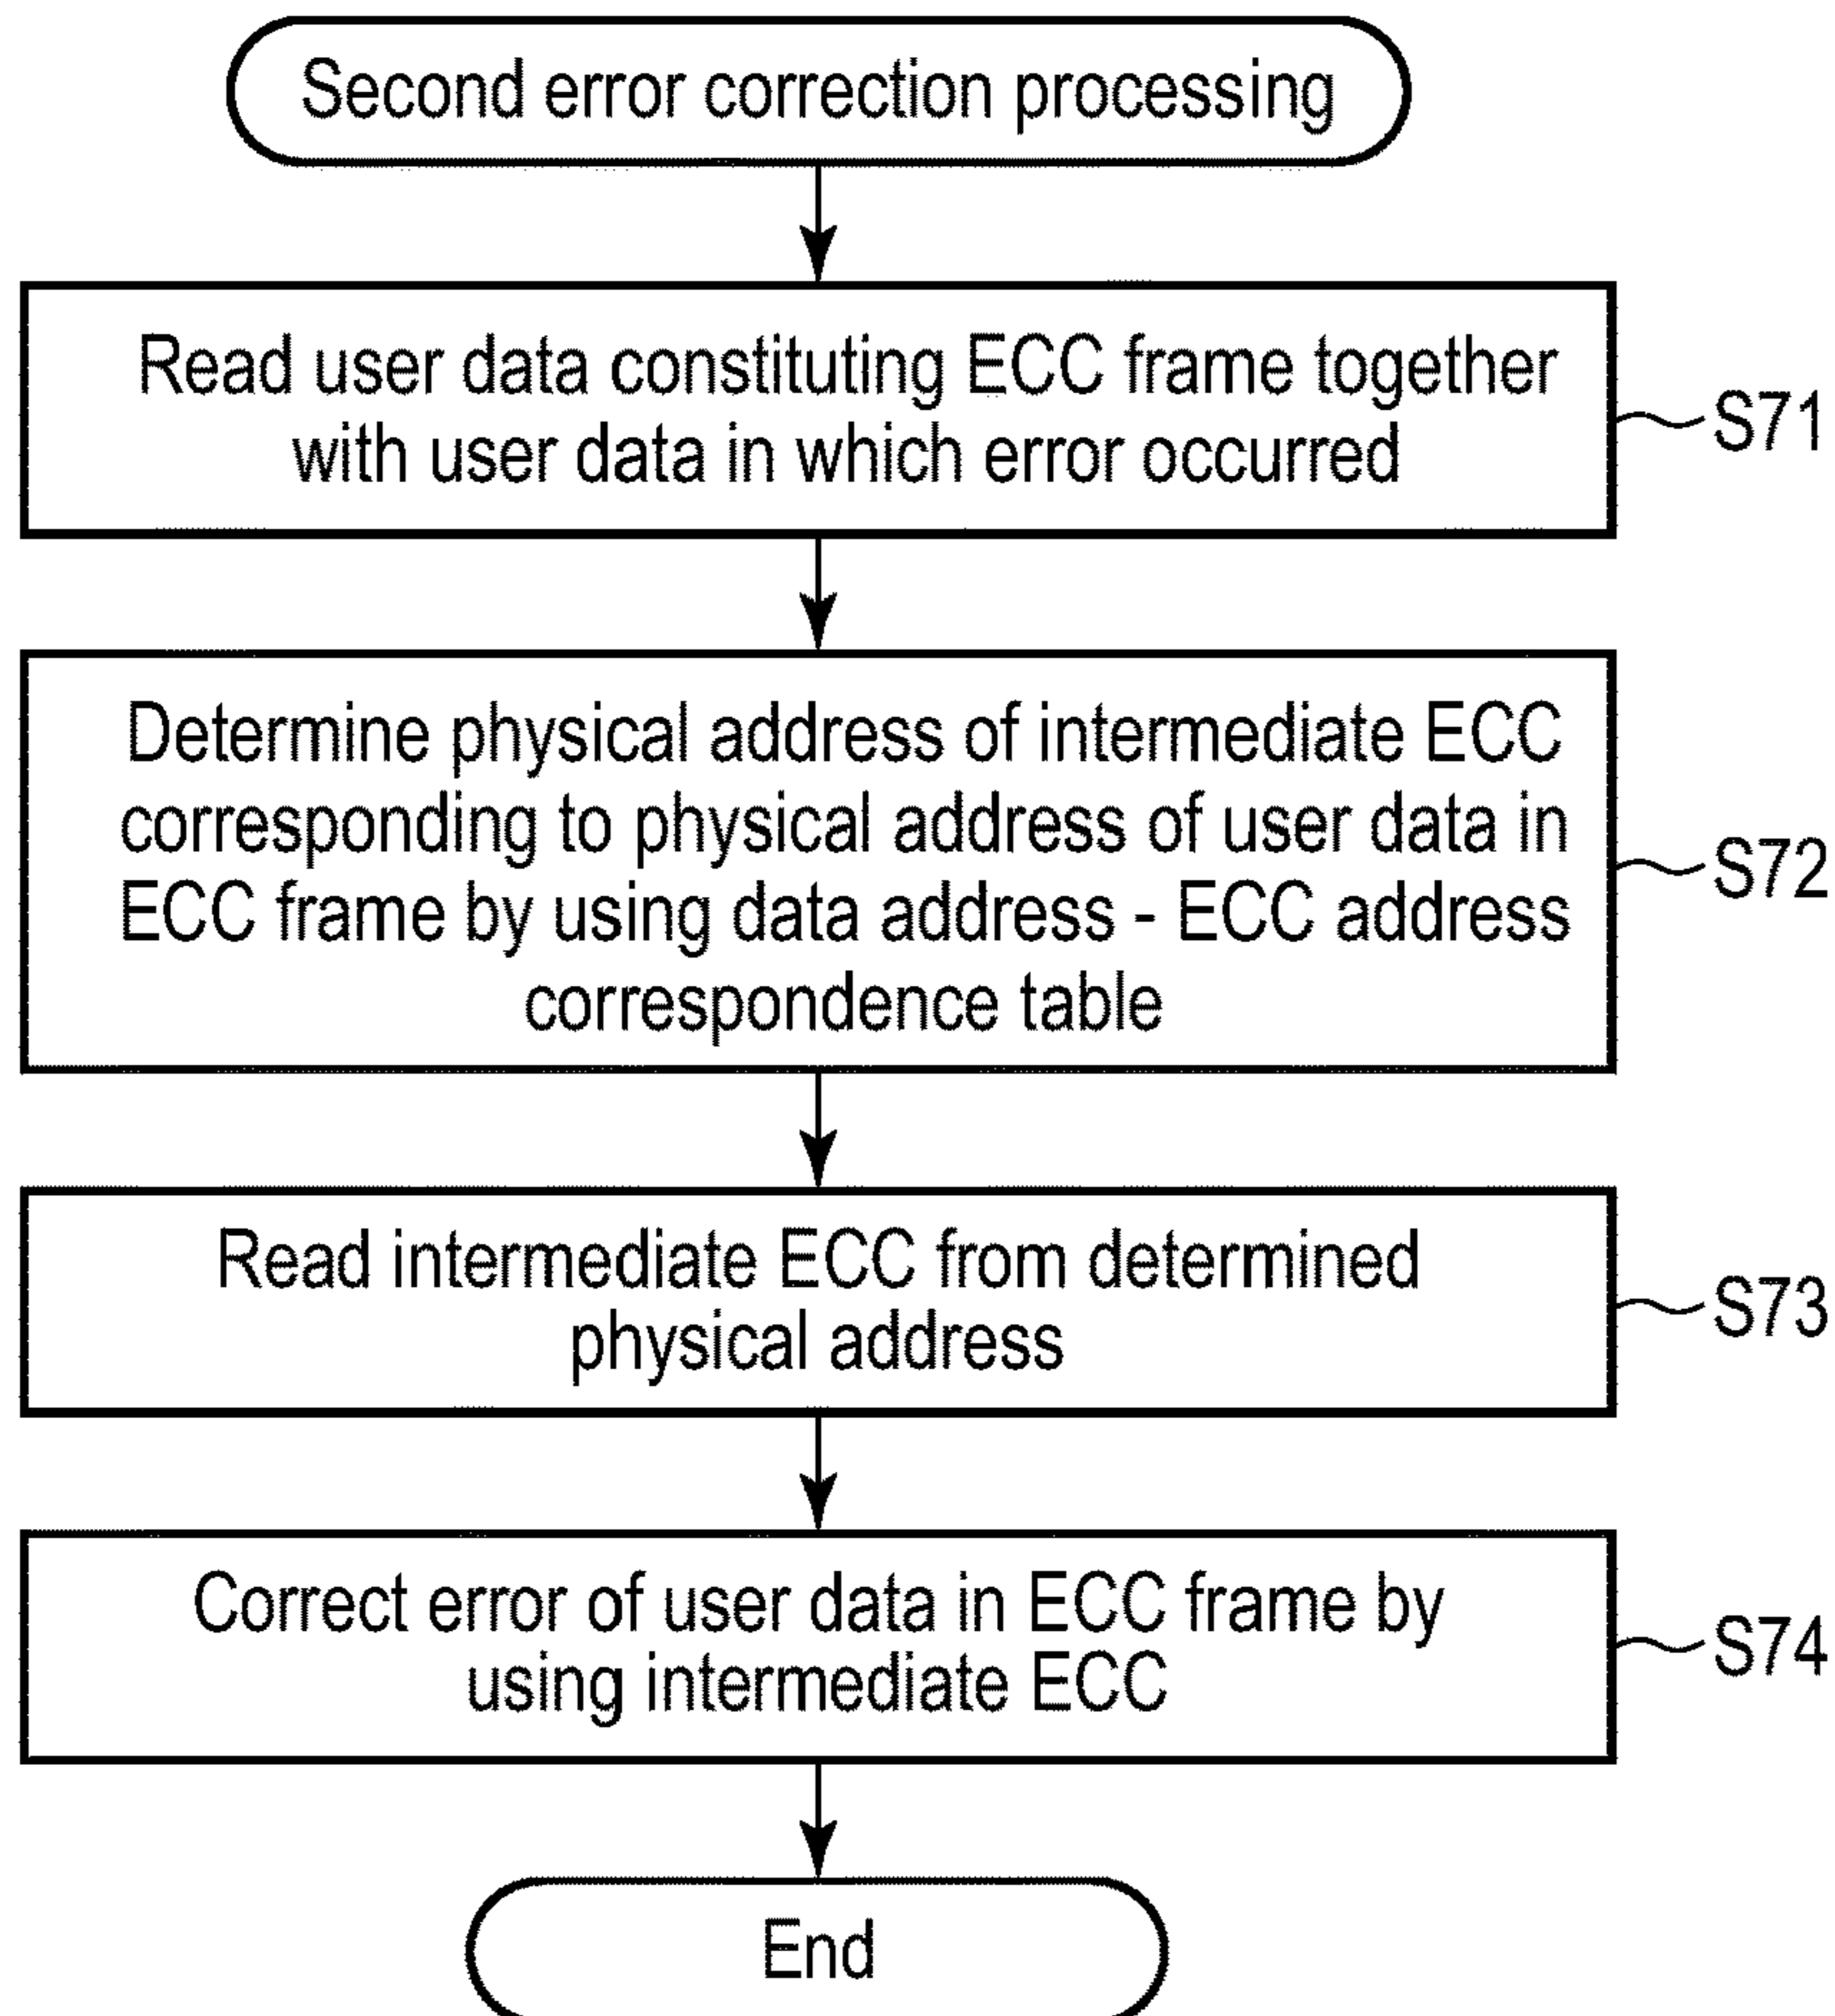 Second error correction processing
Read user data constituting ECC frame together
with user data in which error occurred
S71
Determine physical address of intermediate ECC
corresponding to physical address of user data in
ECC frame by using data address - ECC address
correspondence table
S72
Read intermediate ECC from determined
physical address
S73
Correct error of user data in ECC frame by
using intermediate ECC
S74
End